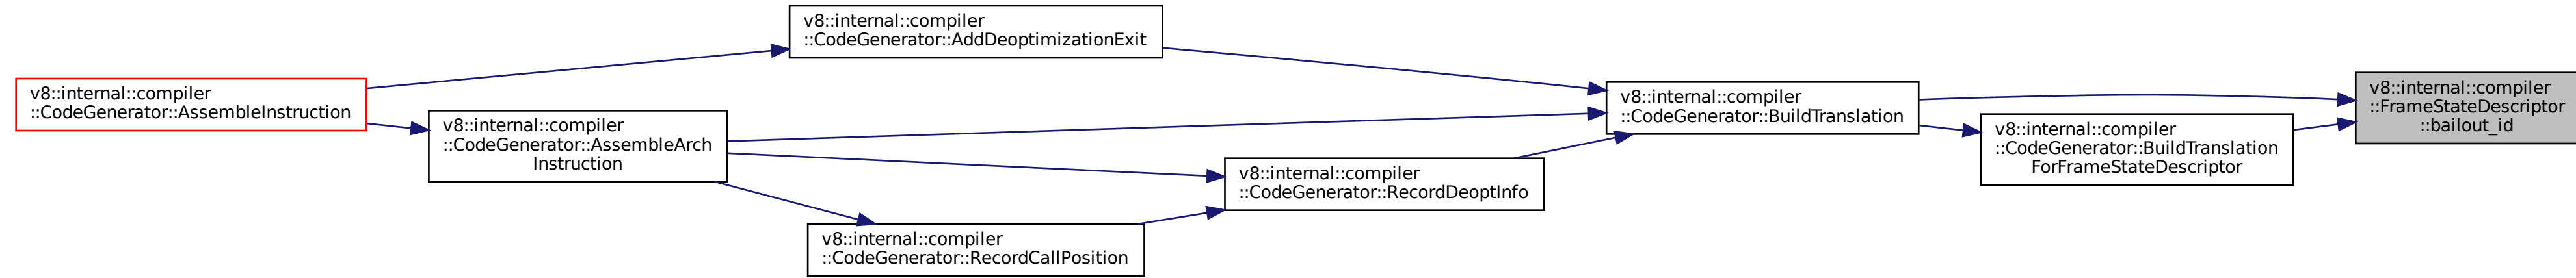 v8::internal::compiler
::CodeGenerator::AssembleInstruction
v8::internal::compiler
::CodeGenerator::AssembleArch
Instruction
v8::internal::compiler
::CodeGenerator::AddDeoptimizationExit
v8::internal::compiler
::CodeGenerator::RecordCallPosition
v8::internal::compiler
::CodeGenerator::RecordDeoptInfo
v8::internal::compiler
::CodeGenerator::BuildTranslation
v8::internal::compiler
::CodeGenerator::BuildTranslation
ForFrameStateDescriptor
v8::internal::compiler
::FrameStateDescriptor
::bailout_id